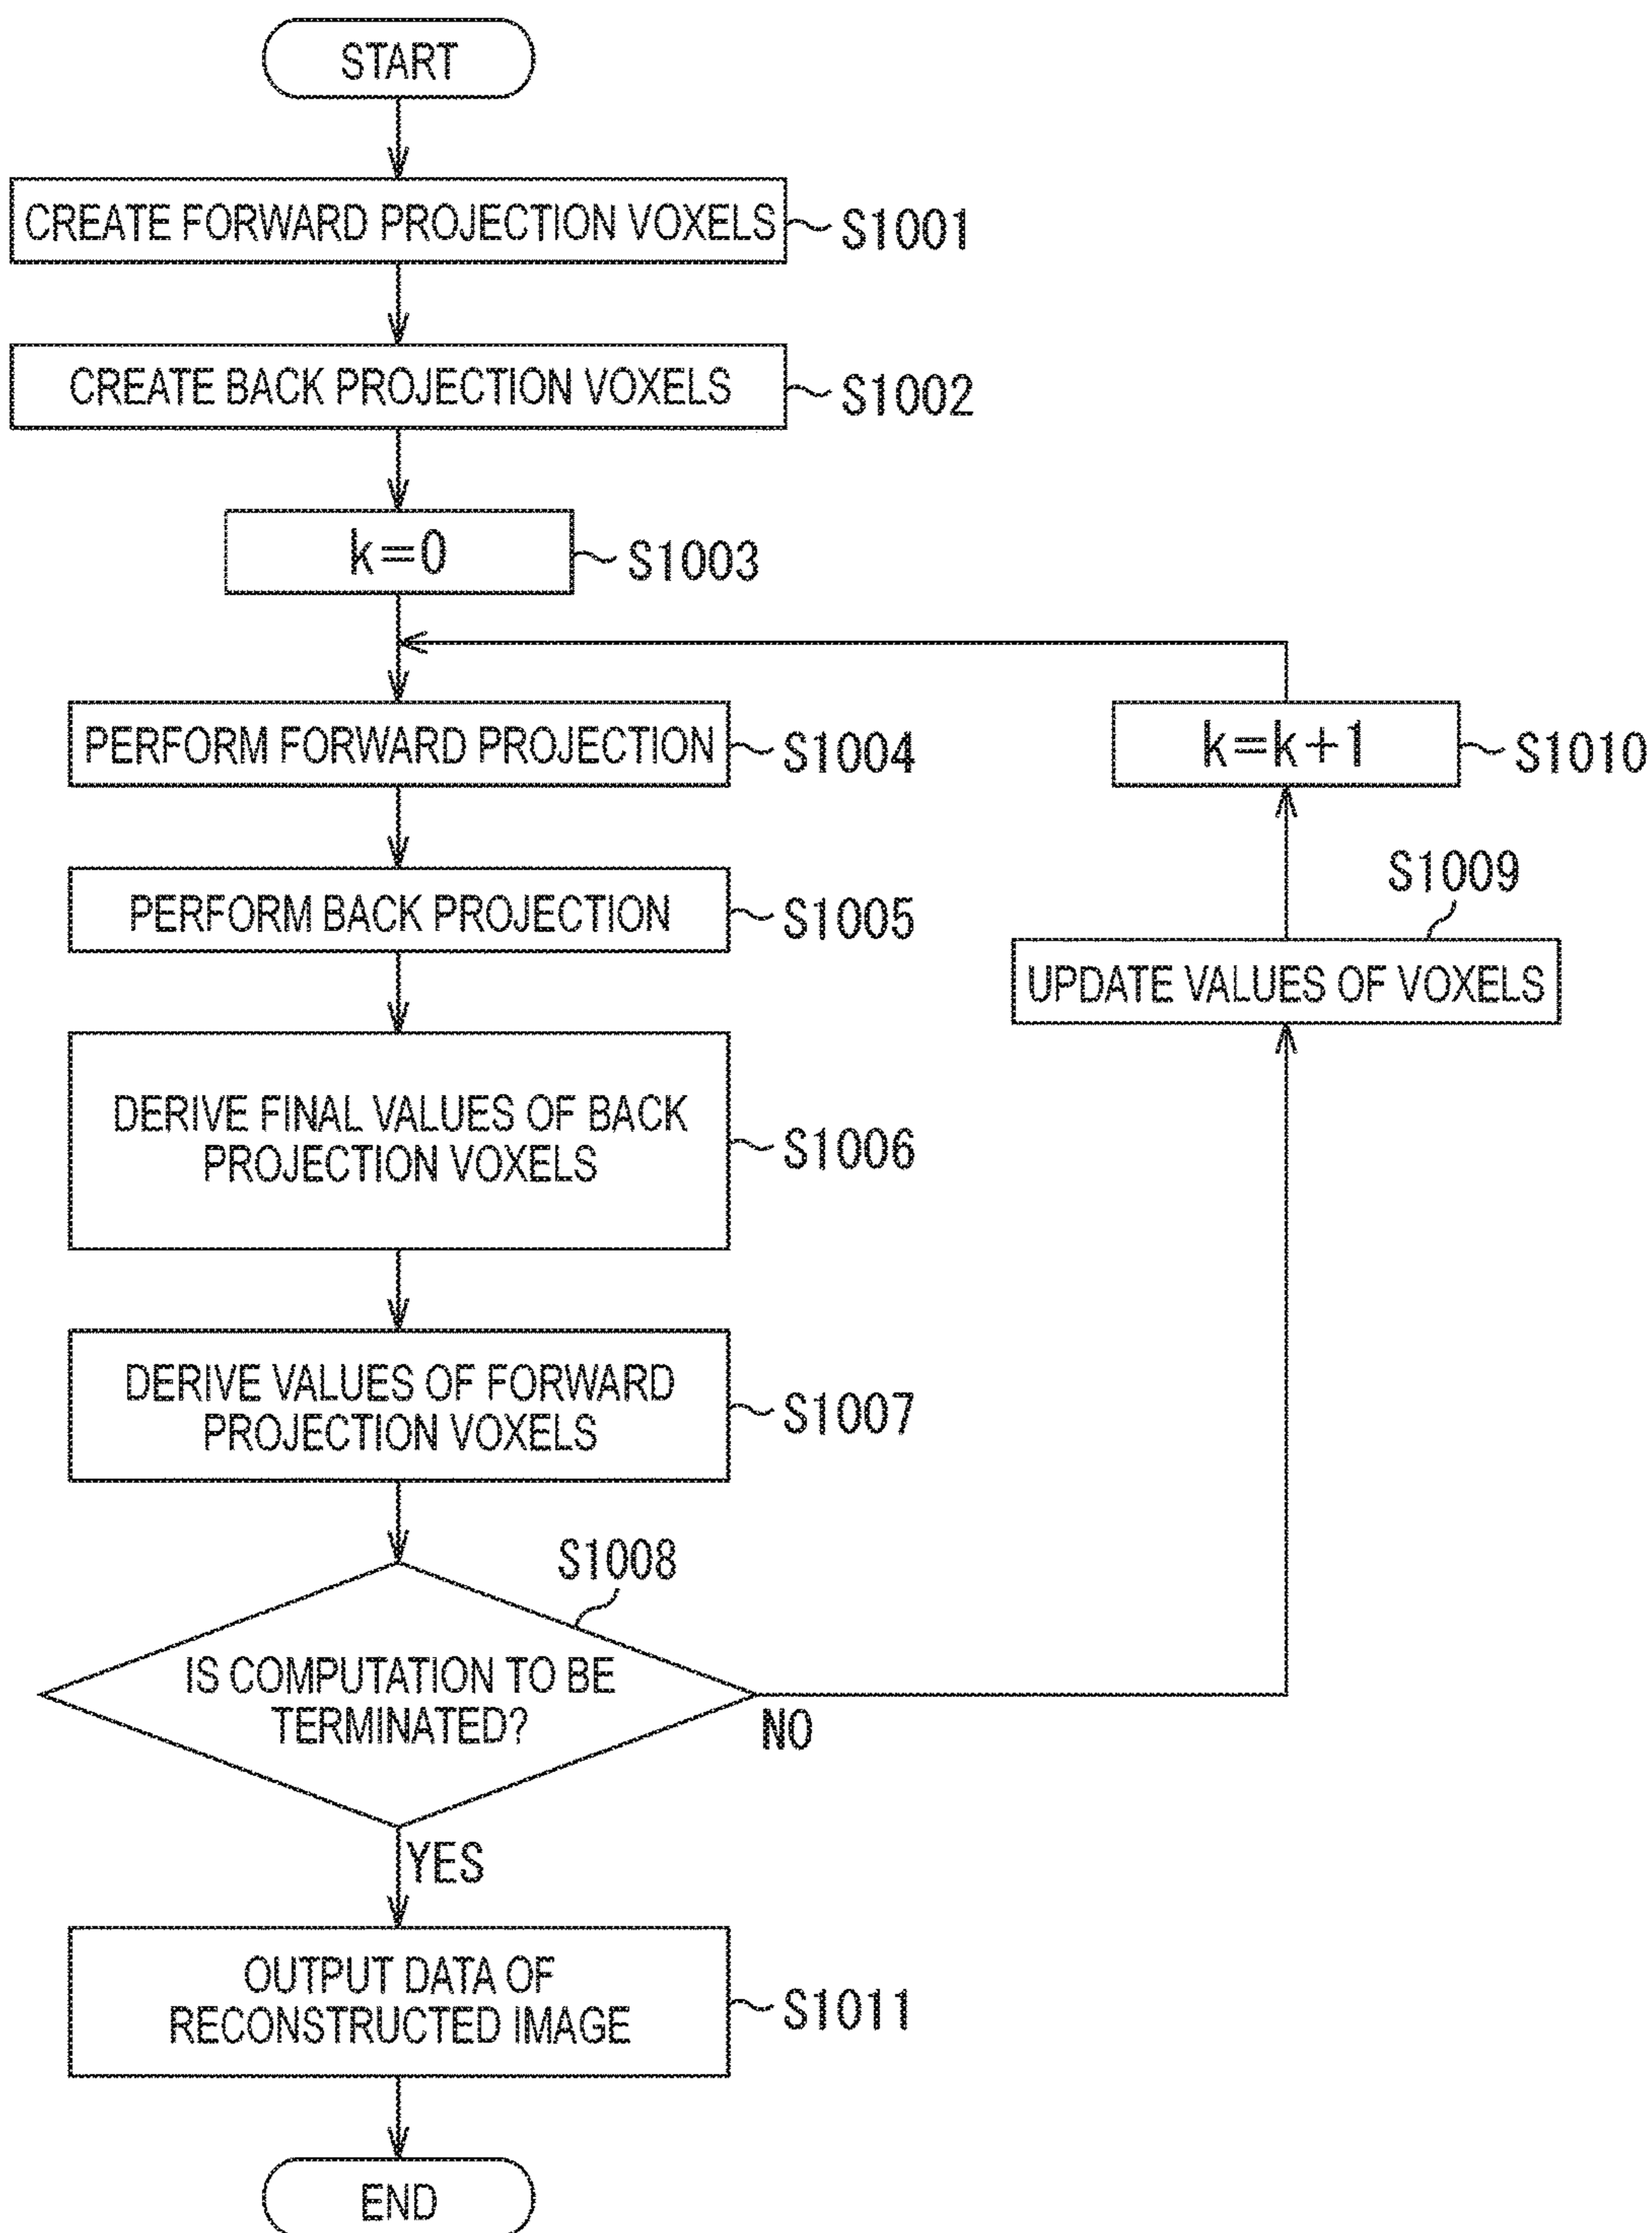 START
CREATE FORWARD PROJECTION VOXELS
S1001
CREATE BACK PROJECTION VOXELS
S1002
k=0
S1003
PERFORM FORWARD PROJECTION
S1004
k=k+1
S1010
PERFORM BACK PROJECTION
S1005
S1009
UPDATE VALUES OF VOXELS
DERIVE FINAL VALUES OF BACK
PROJECTION VOXELS
S1006
DERIVE VALUES OF FORWARD
PROJECTION VOXELS
S1007
S1008
IS COMPUTATION TO BE
TERMINATED?
NO
YES
OUTPUT DATA OF
RECONSTRUCTED IMAGE
S1011
END